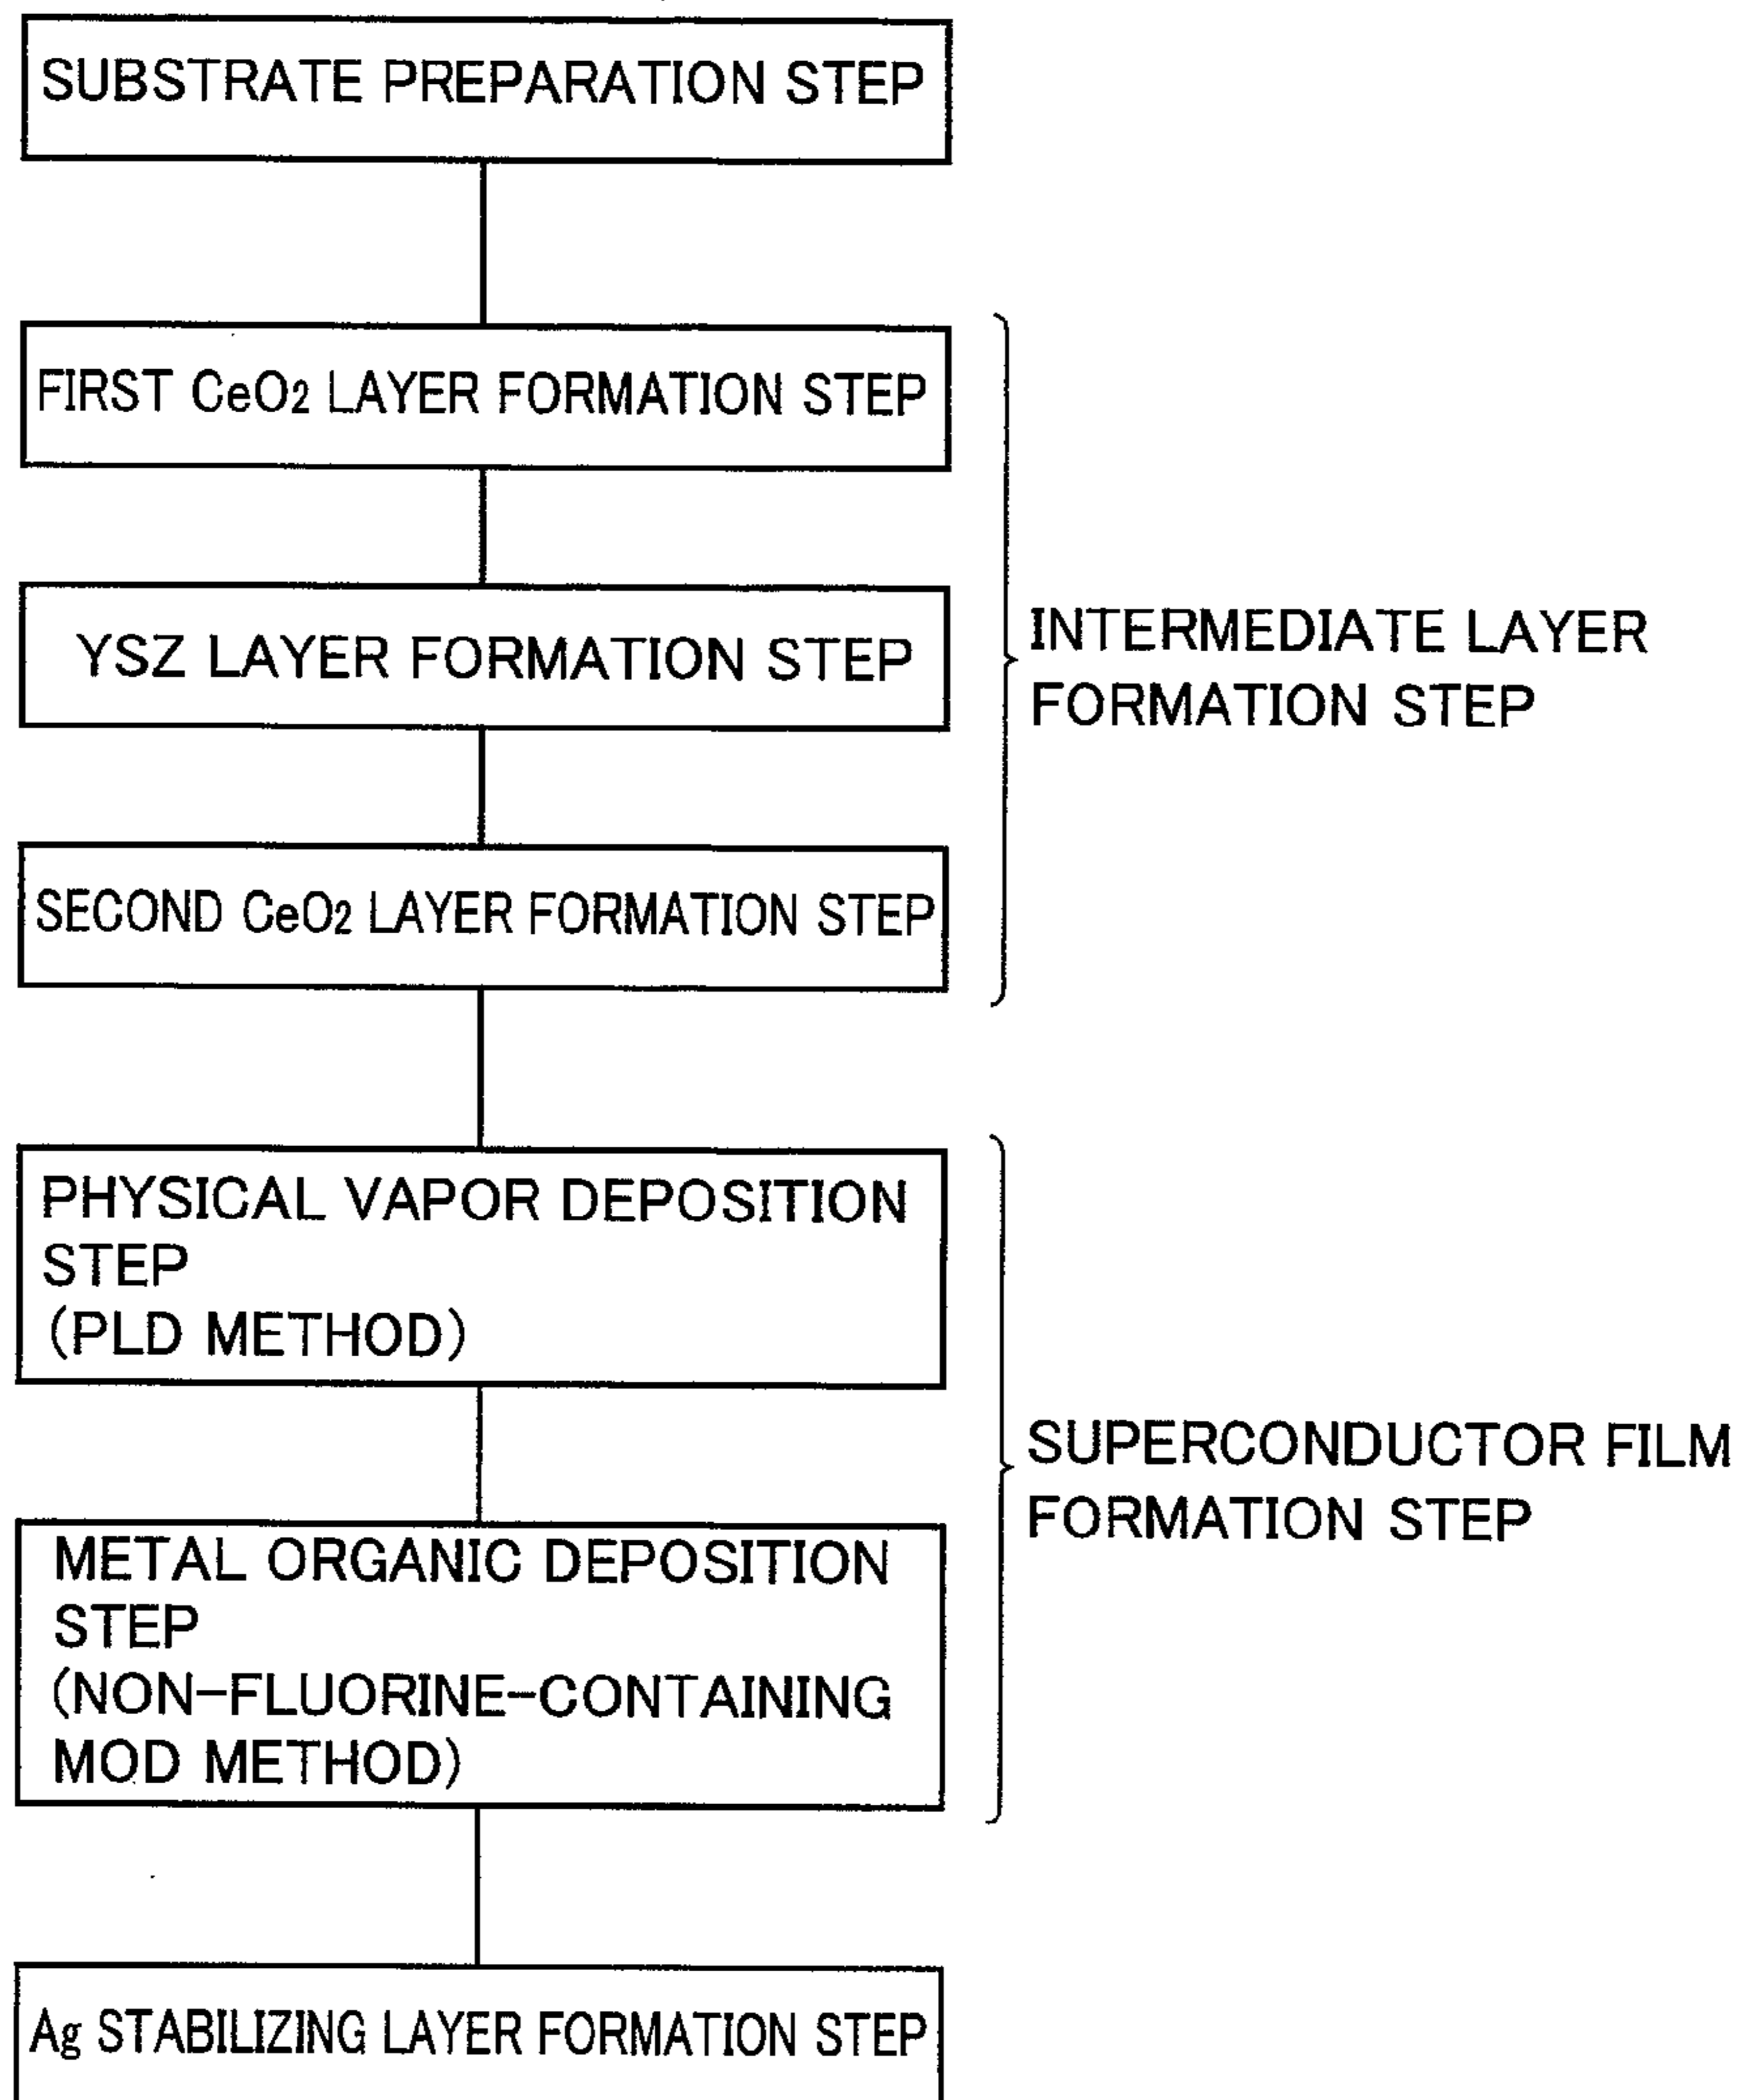 SUBSTRATE PREPARATION STEP
FIRST CeO2 LAYER FORMATION STEP
YSZ LAYER FORMATION STEP
SECOND CeO2 LAYER FORMATION STEP
INTERMEDIATE LAYER
FORMATION STEP
PHYSICAL VAPOR DEPOSITION
STEP
(PLD METHOD)
METAL ORGANIC DEPOSITION
STEP
(NON-FLUORINE-CONTAINING
MOD METHOD)
SUPERCONDUCTOR FILM
FORMATION STEP
Ag STABILIZING LAYER FORMATION STEP